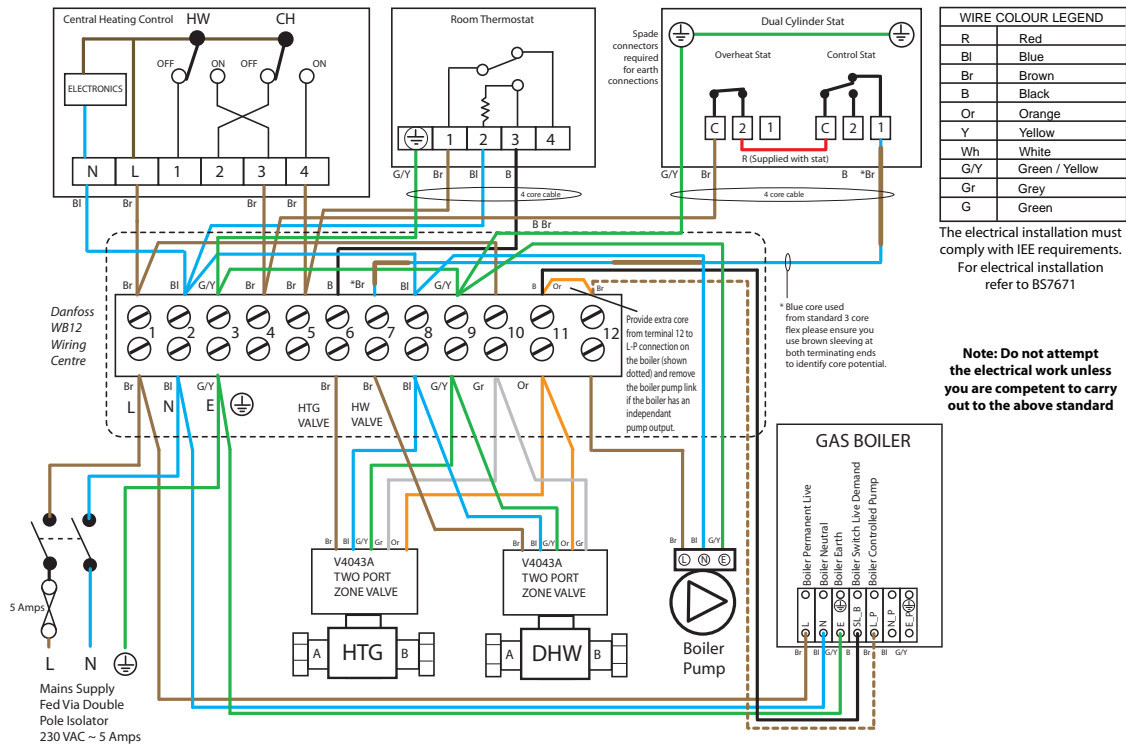 Central Heating Control
HW
CH
OFF
ON
OFF
ON
ELECTRONICS
N
L
1
2
3
4
Bl
Br
Br
Br
Room Thermostat
1
2
3
4
G/Y
Br
Bl
B
4 core cable
Spade
connectors
required
for earth
connections
Dual Cylinder Stat
Overheat Stat
Control Stat
C
2
1
C
2
1
R (Supplied with stat)
G/Y
Br
B
*Br
4 core cable
B Br
WIRE COLOUR LEGEND
R Red
Bl Blue
Br Brown
B Black
Or Orange
Y Yellow
Wh White
G/Y Green / Yellow
Gr Grey
G Green
The electrical installation must
comply with IEE requirements.
For electrical installation
refer to BS7671
Note: Do not attempt
the electrical work unless
you are competent to carry
out to the above standard
* Blue core used
from standard 3 core
flex please ensure you
use brown sleeving at
both terminating ends
to identify core potential.
Danfoss
WB12
Wiring
Centre
Br
Bl
G/Y
Br
Br
B
*Br
Bl
G/Y
B
Or
Br
1
2
3
4
5
6
7
8
9
10
11
12
Provide extra core
from terminal 12 to
L-P connection on
the boiler (shown
dotted) and remove
the boiler pump link
if the boiler has an
independant
pump output.
Br
Bl
G/Y
Br
Br
Bl
G/Y
Gr
Or
L
N
E
HTG
VALVE
HW
VALVE
5 Amps
L
N
Mains Supply
Fed Via Double
Pole Isolator
230 VAC ~ 5 Amps
Br
Bl
G/Y
Gr
Or
V4043A
TWO PORT
ZONE VALVE
A
HTG
B
Br
Bl
G/Y
Or
Gr
V4043A
TWO PORT
ZONE VALVE
A
DHW
B
Br
Bl
G/Y
L
N
E
Boiler
Pump
GAS BOILER
Boiler Permanent Live
Boiler Neutral
Boiler Earth
Boiler Switch Live Demand
Boiler Controlled Pump
L
N
E
SL_B
L_P
N_P
E_P
Br
Bl
G/Y
B
Br
Bl
G/Y